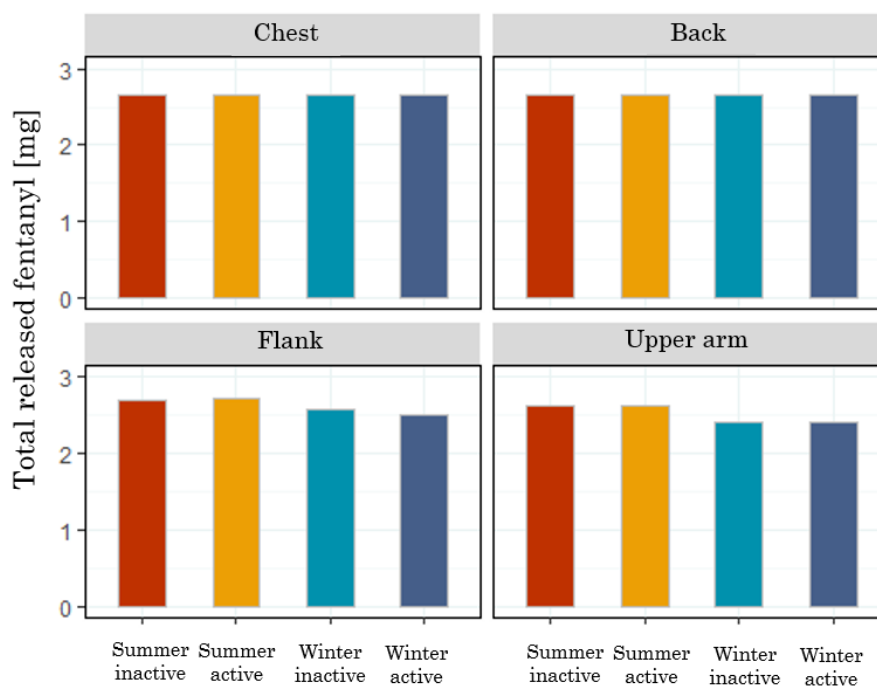 Chest
Back
Total released fentanyl [mg]
3
2
1
0
Flank
Upper arm
3
2
1
0
Summer inactive
Summer active
Winter inactive
Winter active
Summer inactive
Summer active
Winter inactive
Winter active